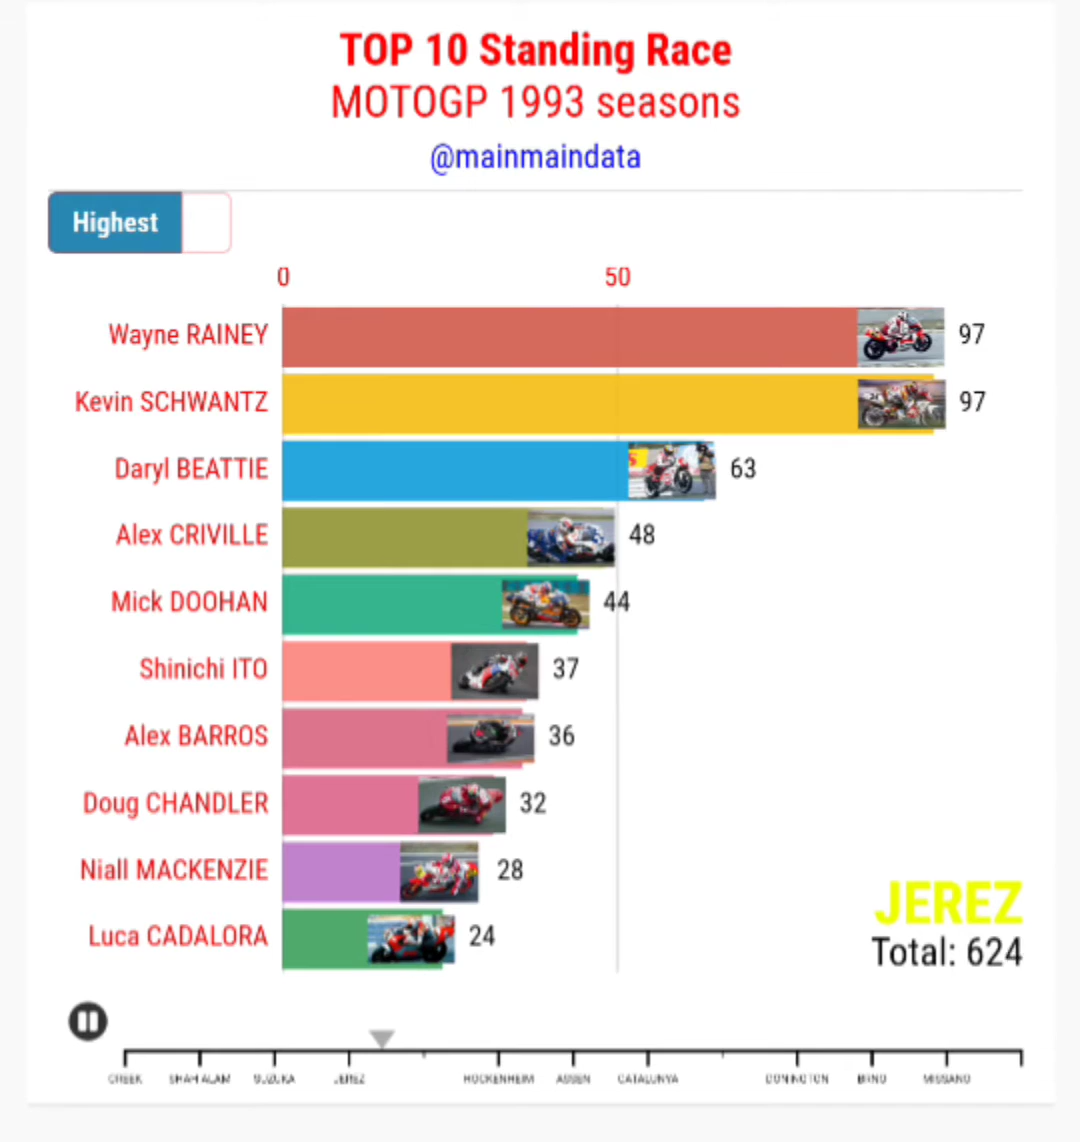 TOP 10 Standing Race
MOTOGP 1993 seasons
@mainmaindata
Highest
0 50
Wayne RAINEY 97
Kevin SCHWANTZ 97
Daryl BEATTIE 63
Alex CRIVILLE 48
Mick DOOHAN 44
Shinichi ITO 37
Alex BARROS 36
Doug CHANDLER 32
Niall MACKENZIE 28
Luca CADALORA 24
JEREZ
Total: 624
CREEK SHAH ALAM SUZUKA JEREZ HOCKENHEIM ASSEN CATALUNYA DONINGTON BRNO MISSANO